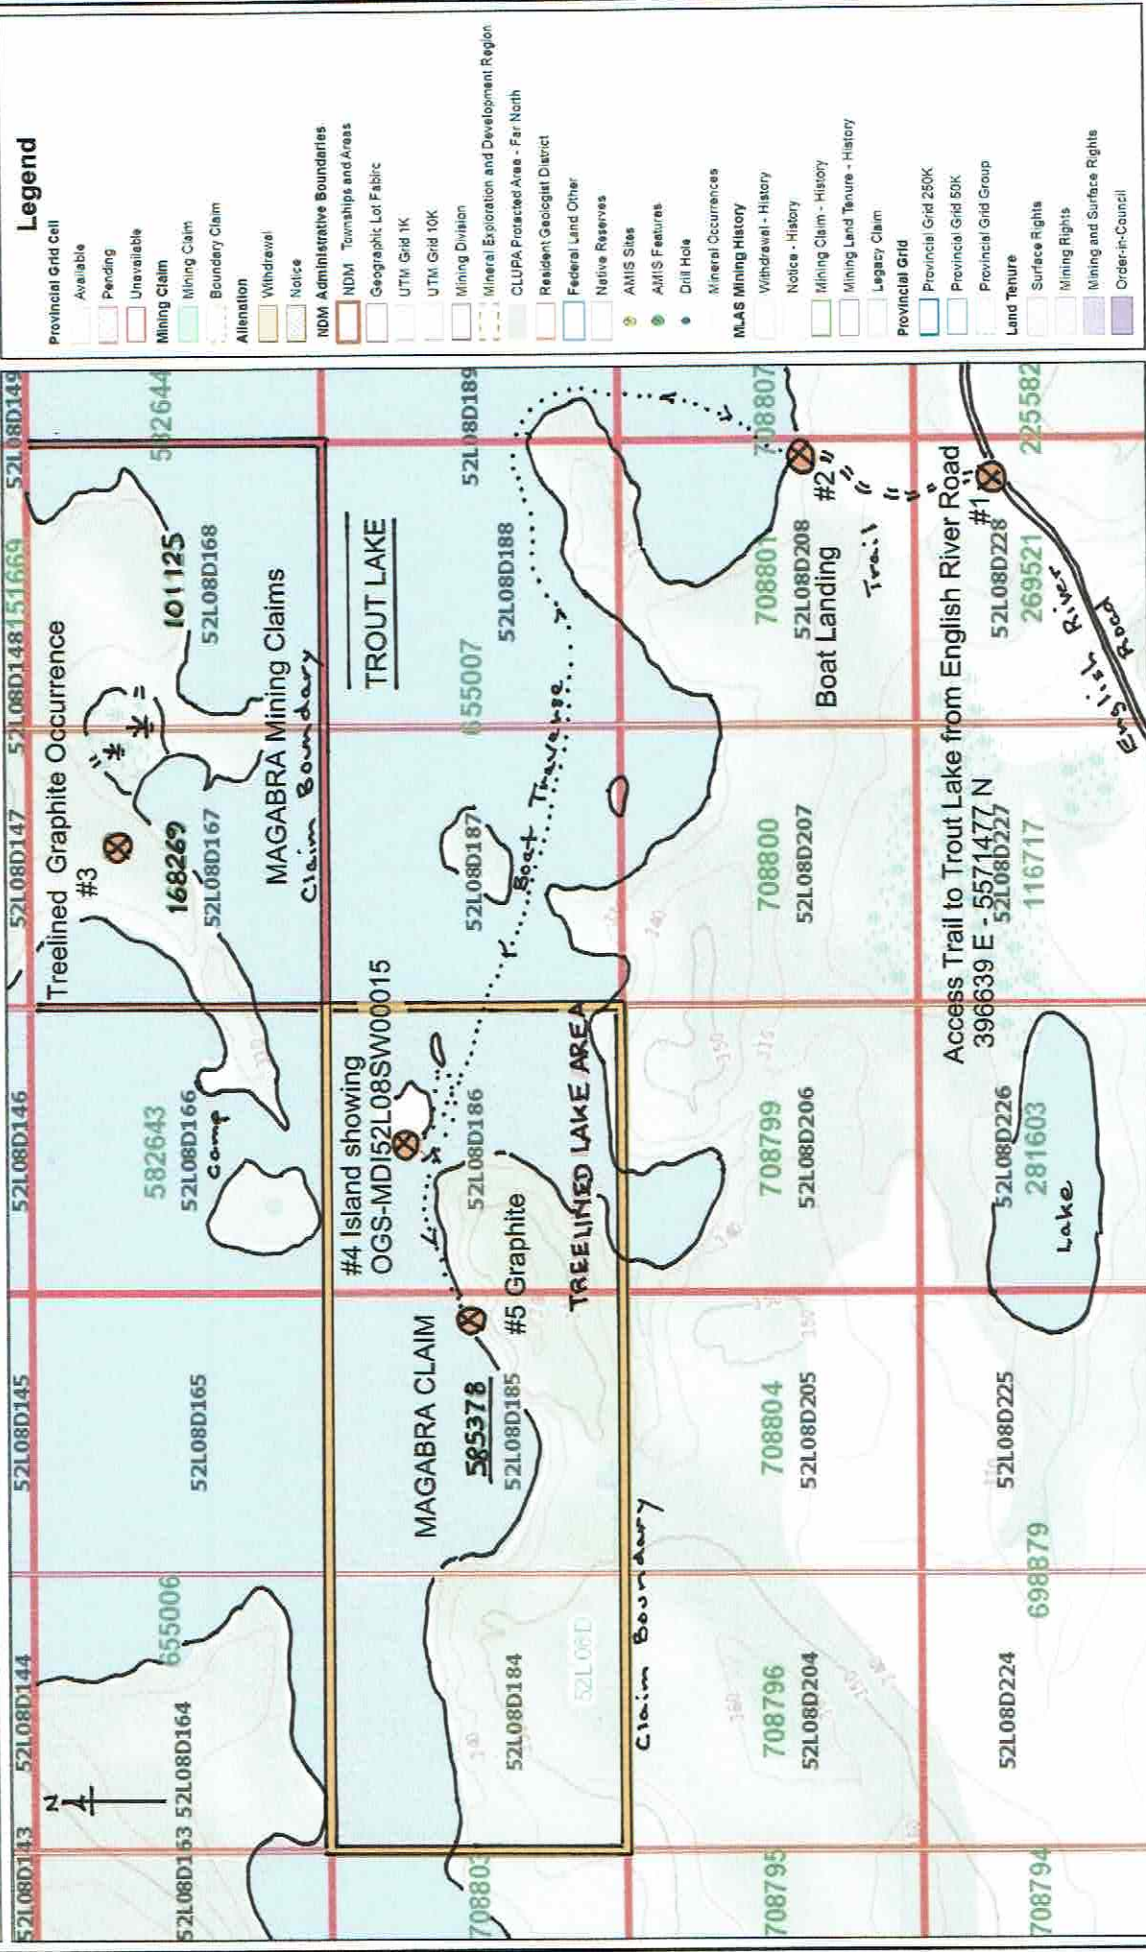 Legend
Provincial Grid Cell
Available
Pending
Unavailable
Mining Claim
Mining Claim
Boundary Claim
Alienation
Withdrawal
Notice
NDM Administrative Boundaries
NDM Townships and Areas
Geographic Lot Fabirc
UTM Grid 1K
UTM Grid 10K
Mining Division
Mineral Exploration and Development Region
CLUPA Protected Area - Far North
Resident Geologist District
Federal Land Other
Native Reserves
AMIS Sites
AMIS Features
Drill Hole
Mineral Occurrences
MLAS Mining History
Withdrawal - History
Notice - History
Mining Claim - History
Mining Land Tenure - History
Legacy Claim
Provincial Grid
Provincial Grid 250K
Provincial Grid 50K
Provincial Grid Group
Land Tenure
Surface Rights
Mining Rights
Mining and Surface Rights
Order-in-Council
52L08D143
52L08D144
52L08D145
52L08D146
52L08D147
52L08D148
151669
52L08D149
N
Treelined Graphite Occurrence
#3
655006
582643
168269
101125
582644
52L08D163
52L08D164
52L08D165
52L08D166
52L08D167
52L08D168
Camp
MAGABRA Mining Claims
Claim Boundary
#4 Island showing
OGS-MDI52L08SW00015
TROUT LAKE
MAGABRA CLAIM
585378
655007
708803
52L08D184
52L08D185
52L08D186
52L08D187
52L08D188
52L08D189
#5 Graphite
Boat Traverse
52L08D
TREELINED LAKE AREA
Claim Boundary
140
140
150
110
150
160
150
708795
708796
708804
708799
708800
708801
708807
52L08D204
52L08D205
52L08D206
52L08D207
52L08D208
#2
Boat Landing
Trail
Access Trail to Trout Lake from English River Road
396639 E - 5571477 N
#1
52L08D224
52L08D225
52L08D226
52L08D227
52L08D228
708794
698879
281603
116717
269521
225582
Lake
English River
Road